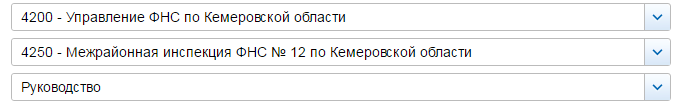 4200 - Управление ФНС по Кемеровской области
4250 - Межрайонная инспекция ФНС № 12 по Кемеровской области
Руководство